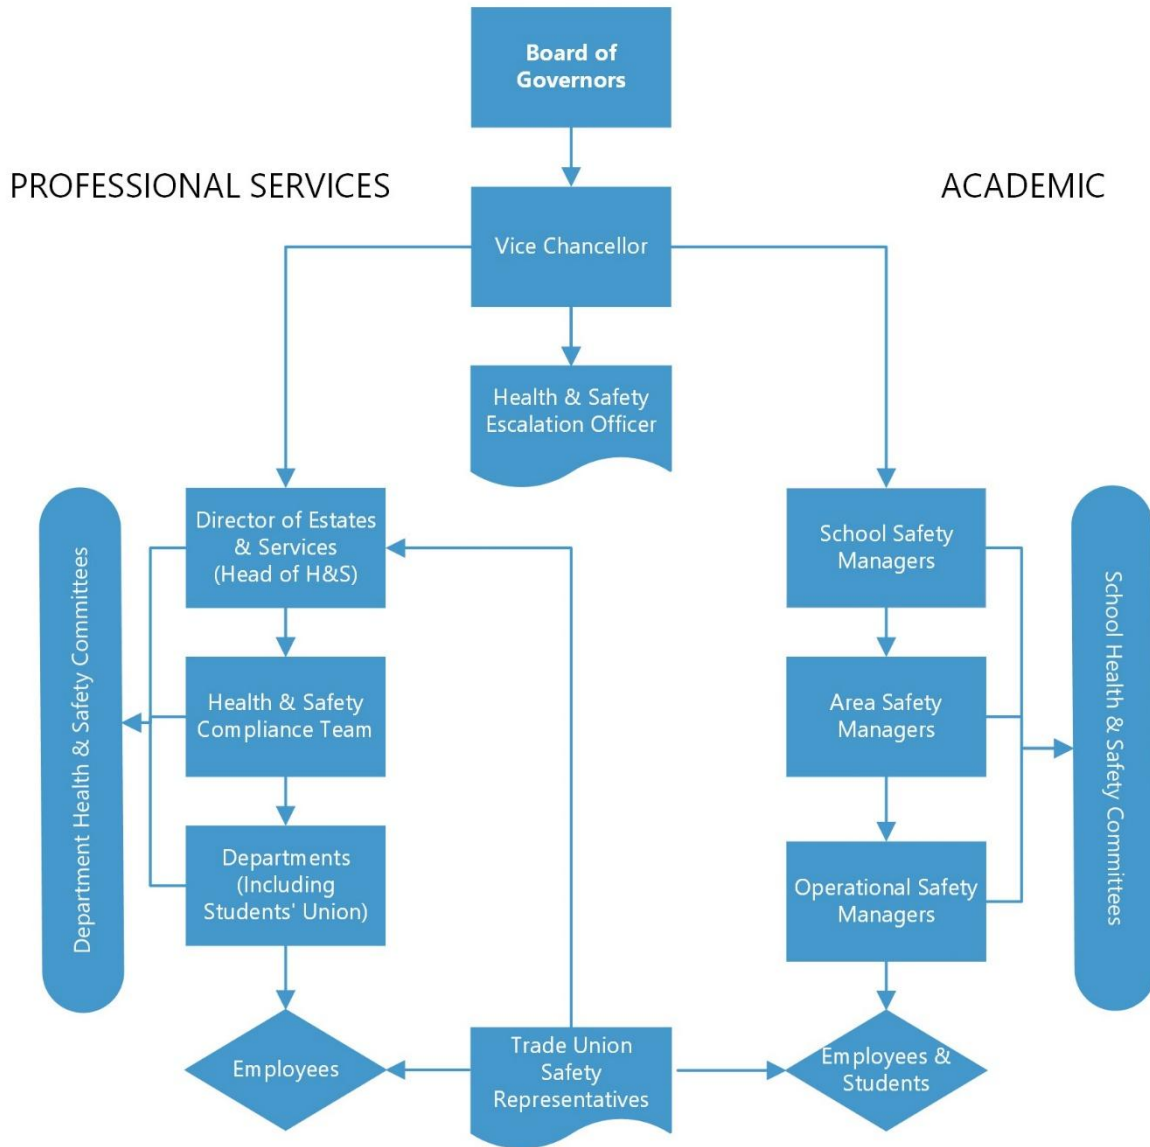 Board of
Governors
PROFESSIONAL SERVICES
ACADEMIC
Vice Chancellor
Health & Safety
Escalation Officer
Director of Estates
& Services
(Head of H&S)
School Safety
Managers
Department Health & Safety Committees
School Health & Safety Committees
Health & Safety
Compliance Team
Area Safety
Managers
Departments
(Including
Students' Union)
Operational Safety
Managers
Employees
Trade Union
Safety
Representatives
Employees &
Students